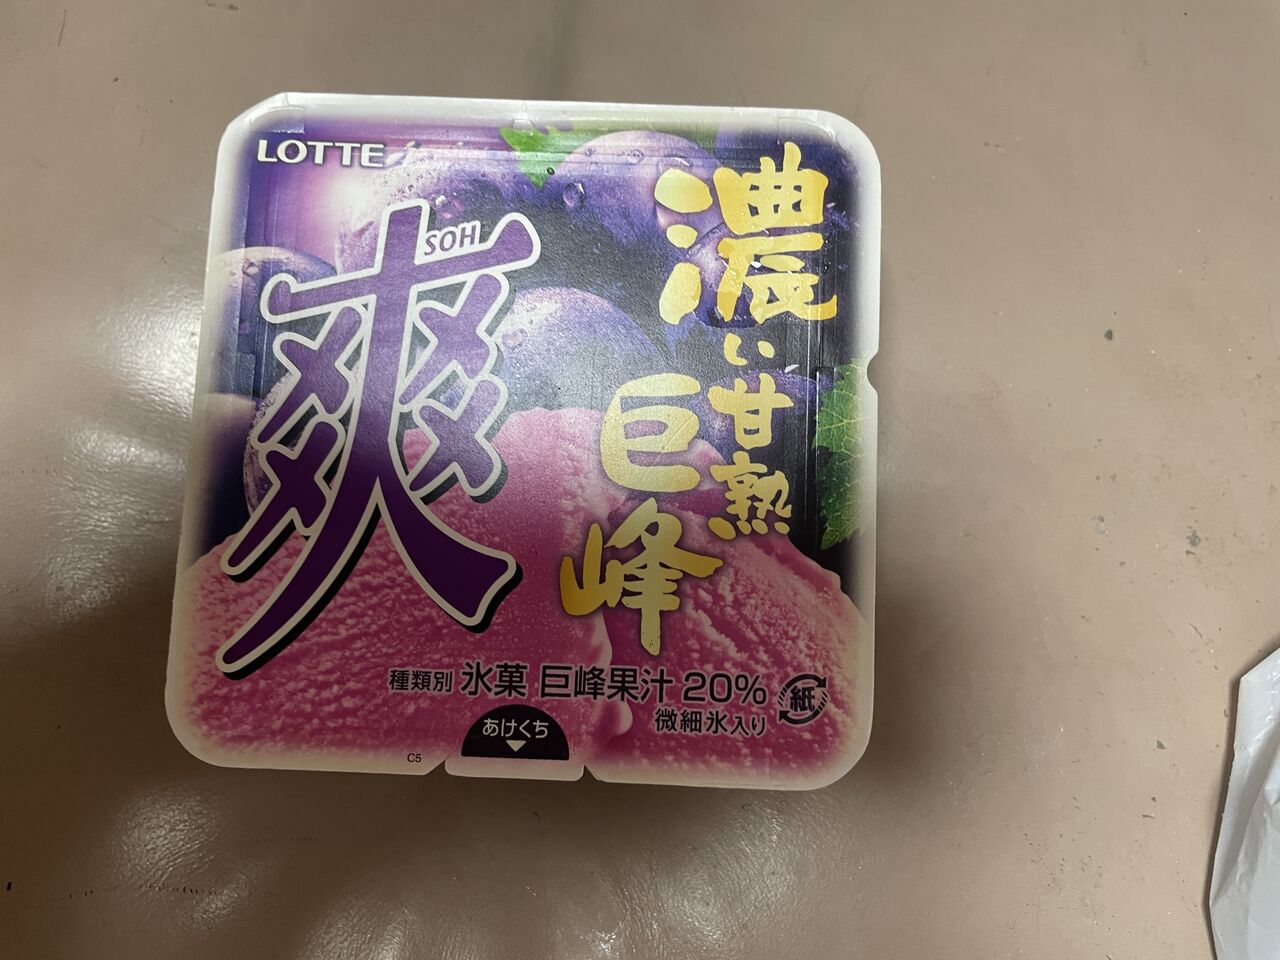 LOTTE
爽
SOH
濃い甘熟
巨峰
種類別 氷菓 巨峰果汁 20%
微細氷入り
紙
あけくち
C5